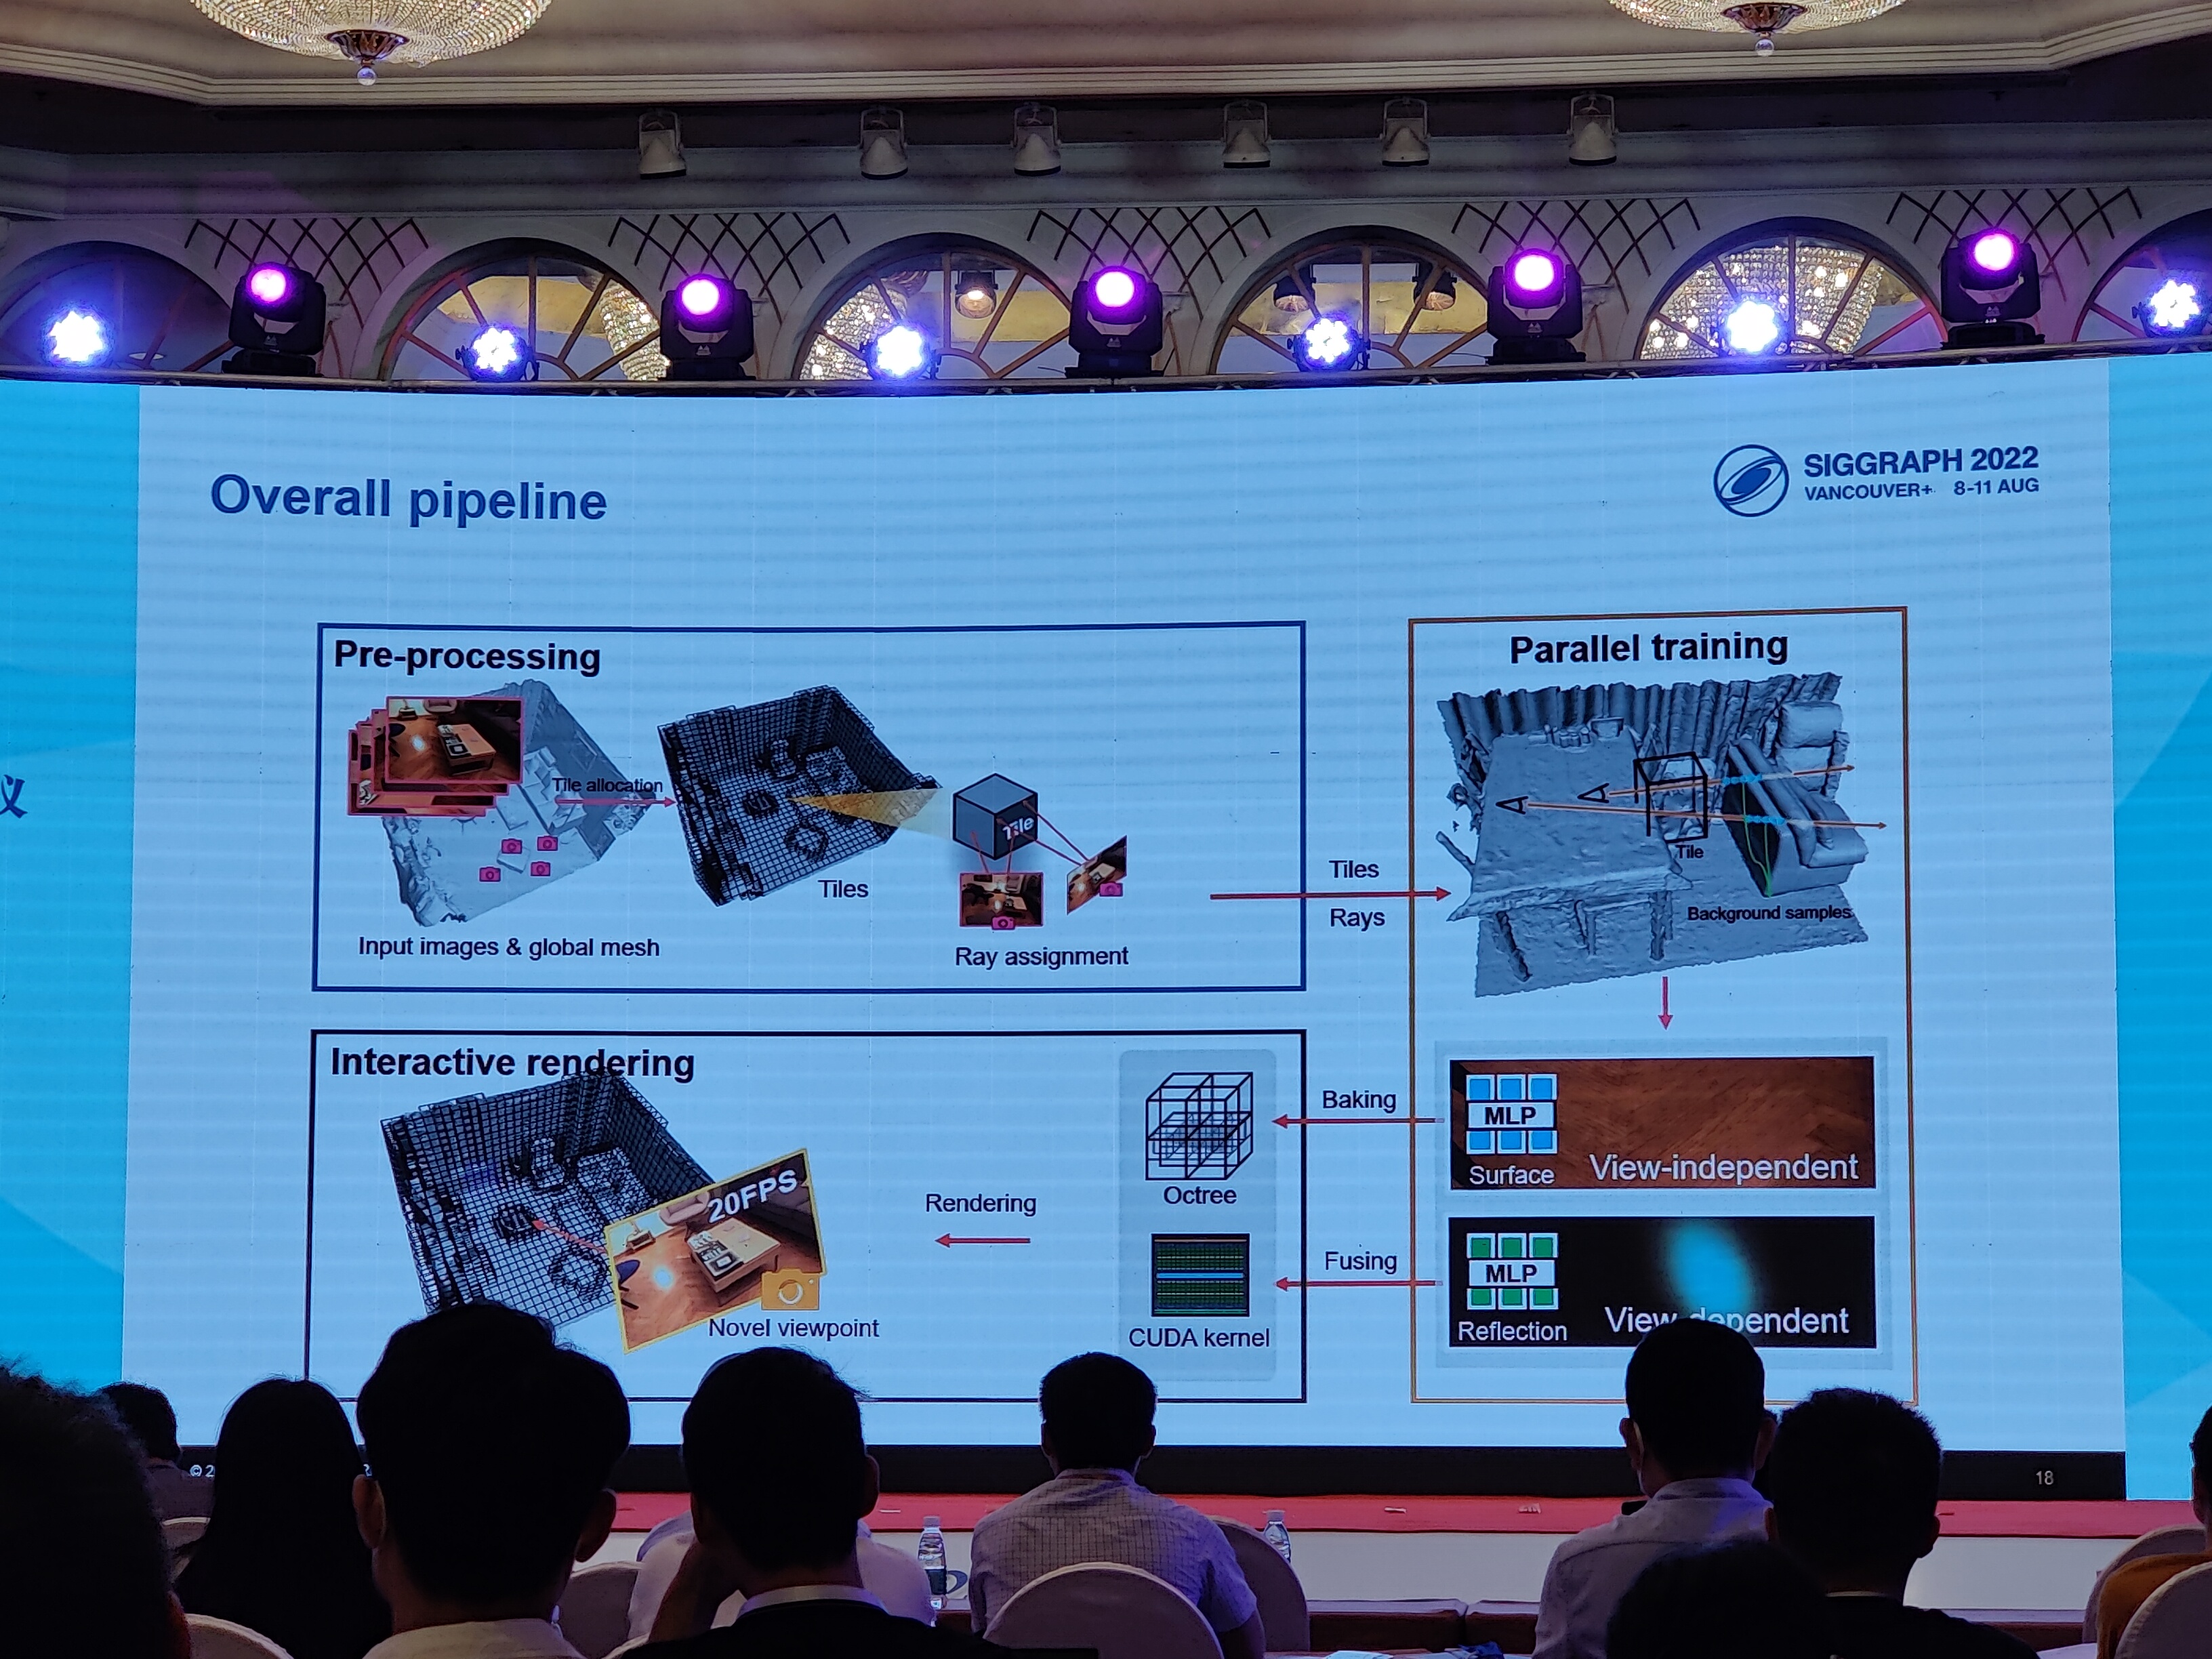 Overall pipeline
SIGGRAPH 2022
VANCOUVER+ 8-11 AUG
Pre-processing
Tile allocation
Tile
Tiles
Input images & global mesh
Ray assignment
Tiles
Rays
Parallel training
Tile
Background samples
Interactive rendering
20FPS
Novel viewpoint
Rendering
Octree
CUDA kernel
Baking
Fusing
MLP
Surface
View-independent
MLP
Reflection
View-dependent
18